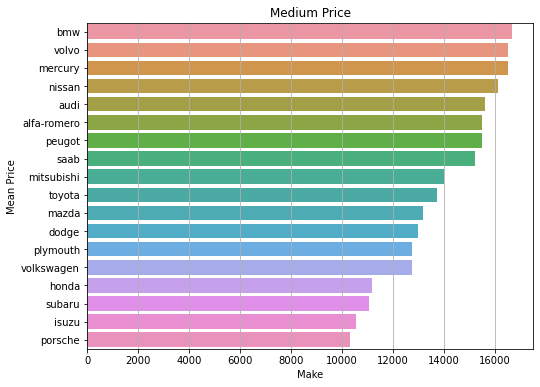 Medium Price
Mean Price
bmw
volvo
mercury
nissan
audi
alfa-romero
peugot
saab
mitsubishi
toyota
mazda
dodge
plymouth
volkswagen
honda
subaru
isuzu
porsche
0 2000 4000 6000 8000 10000 12000 14000 16000
Make